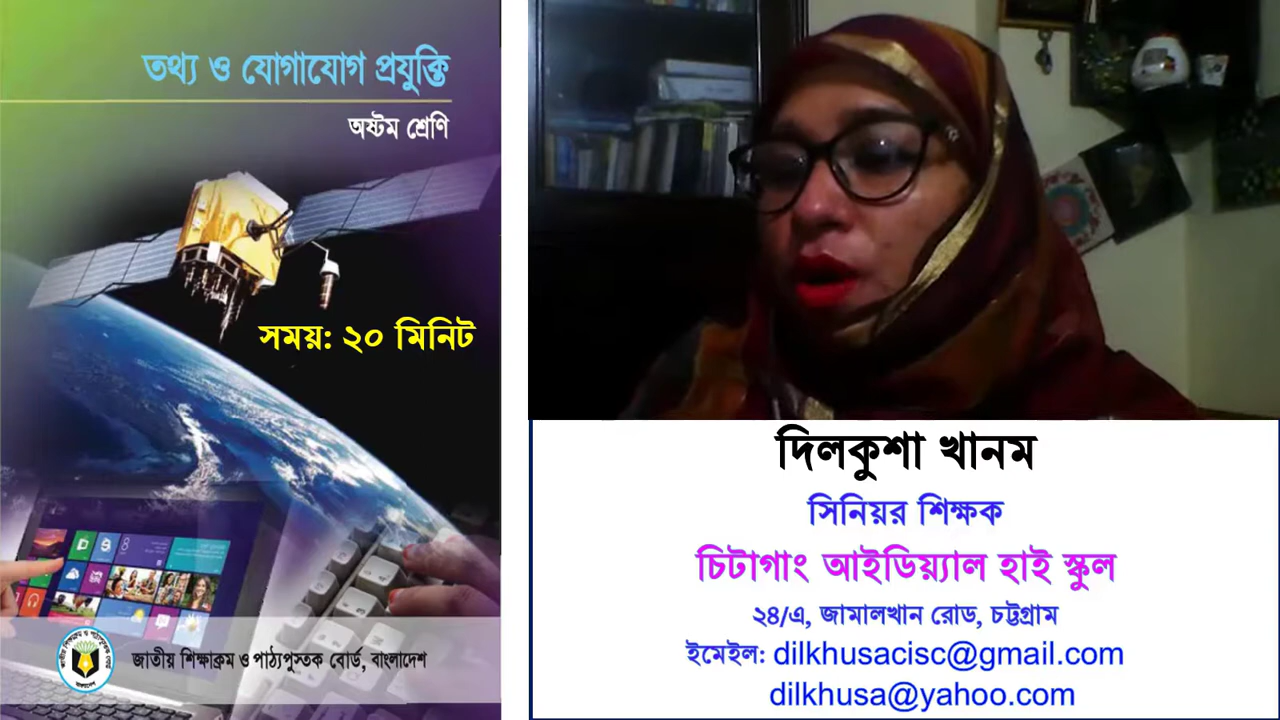 তথ্য ও যোগাযোগ প্রযুক্তি
অষ্টম শ্রেণি
সময়: ২০ মিনিট
জাতীয় শিক্ষাক্রম ও পাঠ্যপুস্তক বোর্ড, বাংলাদেশ
দিলকুশা খানম
সিনিয়র শিক্ষক
চিটাগাং আইডিয়্যাল হাই স্কুল
২৪/এ, জামালখান রোড, চট্টগ্রাম
ইমেইল: dilkhusacisc@gmail.com
dilkhusa@yahoo.com